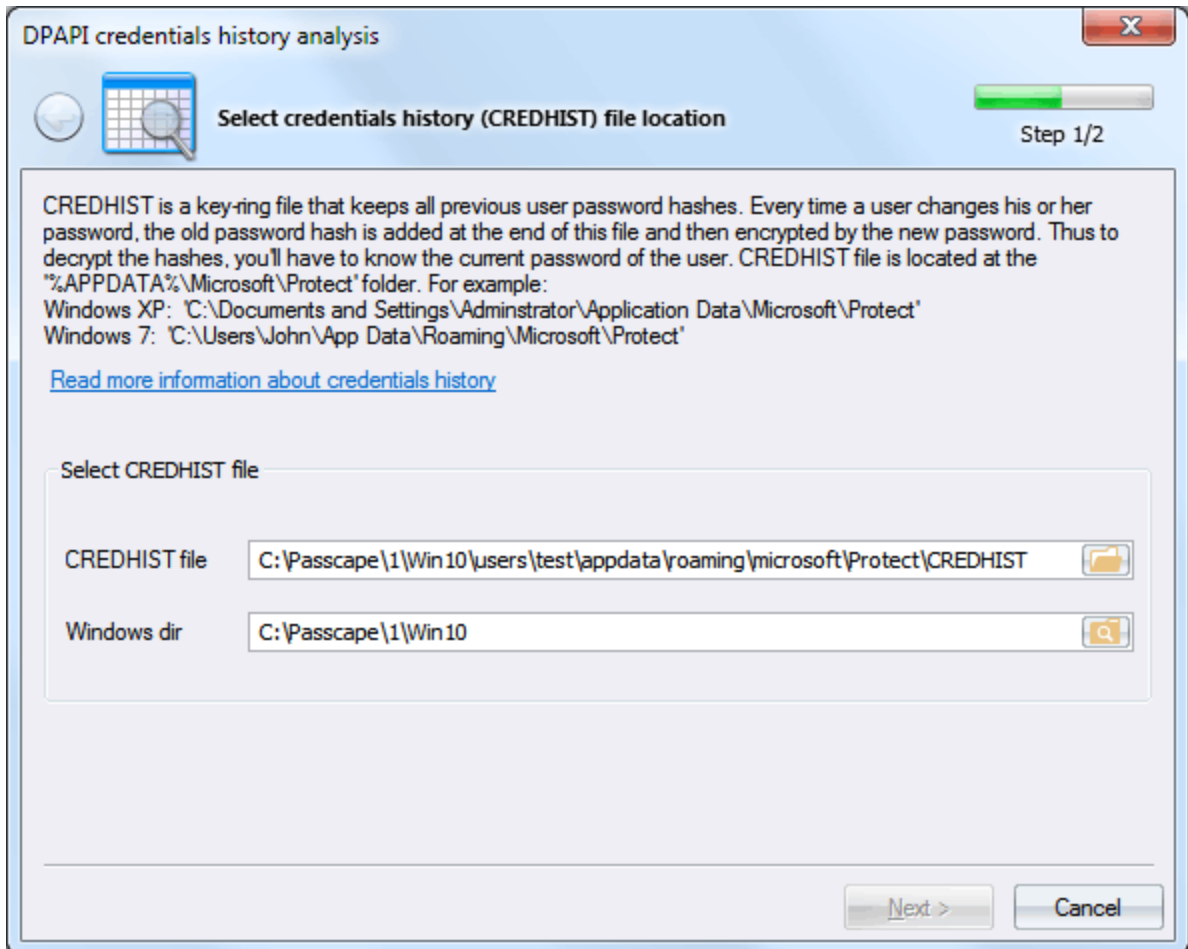 DPAPI credentials history analysis
Select credentials history (CREDHIST) file location
Step 1/2
CREDHIST is a key-ring file that keeps all previous user password hashes. Every time a user changes his or her
password, the old password hash is added at the end of this file and then encrypted by the new password. Thus to
decrypt the hashes, you'll have to know the current password of the user. CREDHIST file is located at the
"%APPDATA%\Microsoft\Protect" folder. For example:
Windows XP: "C:\Documents and Settings\Adminstrator\Application Data\Microsoft\Protect"
Windows 7: "C:\Users\John\App Data\Roaming\Microsoft\Protect"
Read more information about credentials history
Select CREDHIST file
CREDHIST file
C:\Passcape\1\Win10\users\test\appdata\roaming\microsoft\Protect\CREDHIST
Windows dir
C:\Passcape\1\Win10
Next >
Cancel